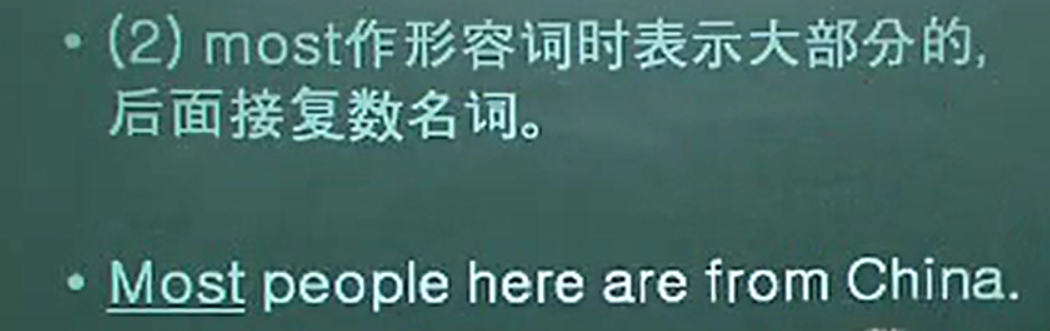 • (2) most作形容词时表示大部分的,
后面接复数名词。
• Most people here are from China.